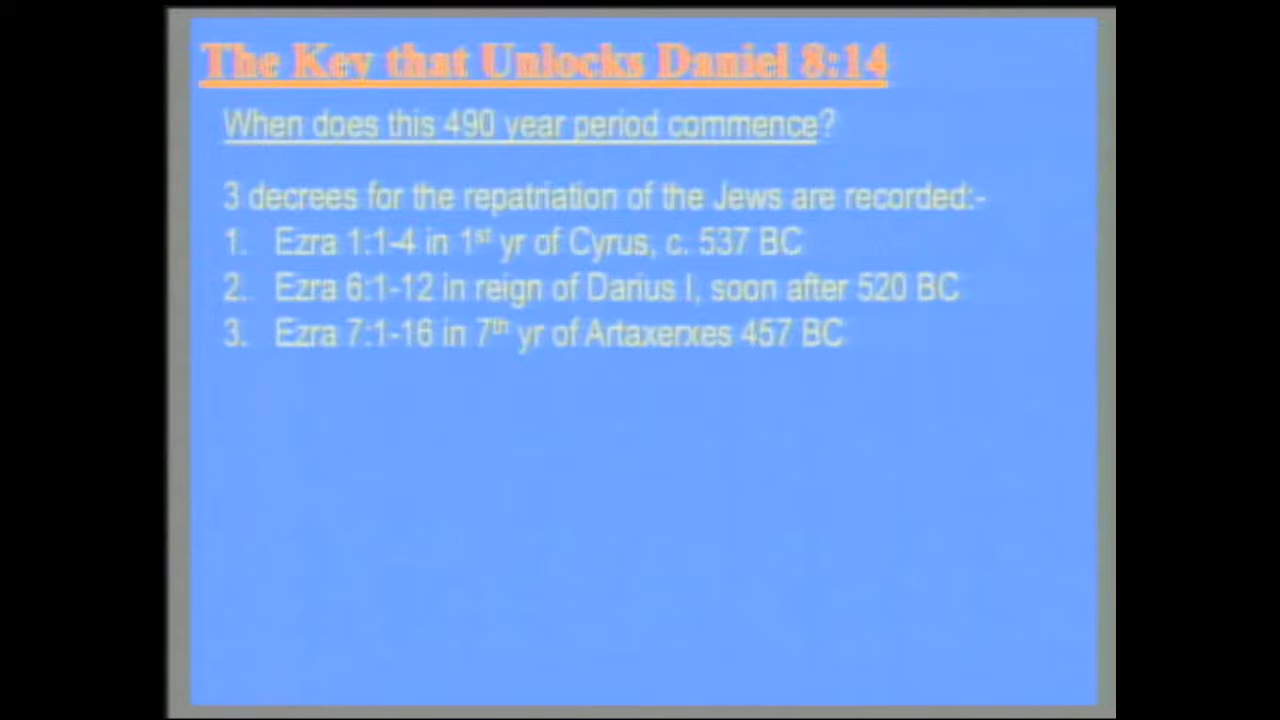 The Key that Unlocks Daniel 8:14
When does this 490 year period commence?
3 decrees for the repatriation of the Jews are recorded:-
1. Ezra 1:1-4 in 1st yr of Cyrus, c. 537 BC
2. Ezra 6:1-12 in reign of Darius I, soon after 520 BC
3. Ezra 7:1-16 in 7th yr of Artaxerxes 457 BC